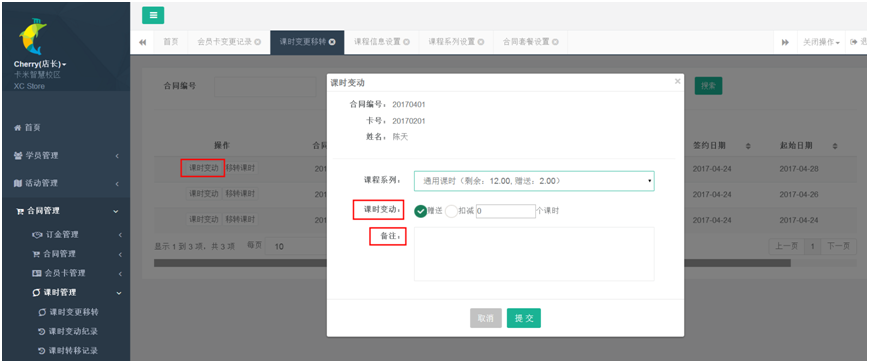 Cherry(店长)
卡米智慧校区
XC Store
首页
学员管理
活动管理
合同管理
订金管理
合同管理
会员卡管理
课时管理
课时变更移转
课时变动纪录
课时转移记录
首页 会员卡变更记录 课时变更移转 课程信息设置 课程系列设置 合同套餐设置 关闭操作
合同编号 搜索
操作 签约日期 起始日期
课时变动 移转课时 2017-04-24 2017-04-28
课时变动 移转课时 2017-04-24 2017-04-26
课时变动 移转课时 2017-04-24 2017-04-24
显示 1 到 3 项，共 3 项 每页 10 上一页 1 下一页
课时变动
合同编号： 20170401
卡号： 20170201
姓名： 陈天
课程系列： 通用课时（剩余：12.00, 赠送：2.00）
课时变动： 赠送 扣减 0 个课时
备注：
取消 提交